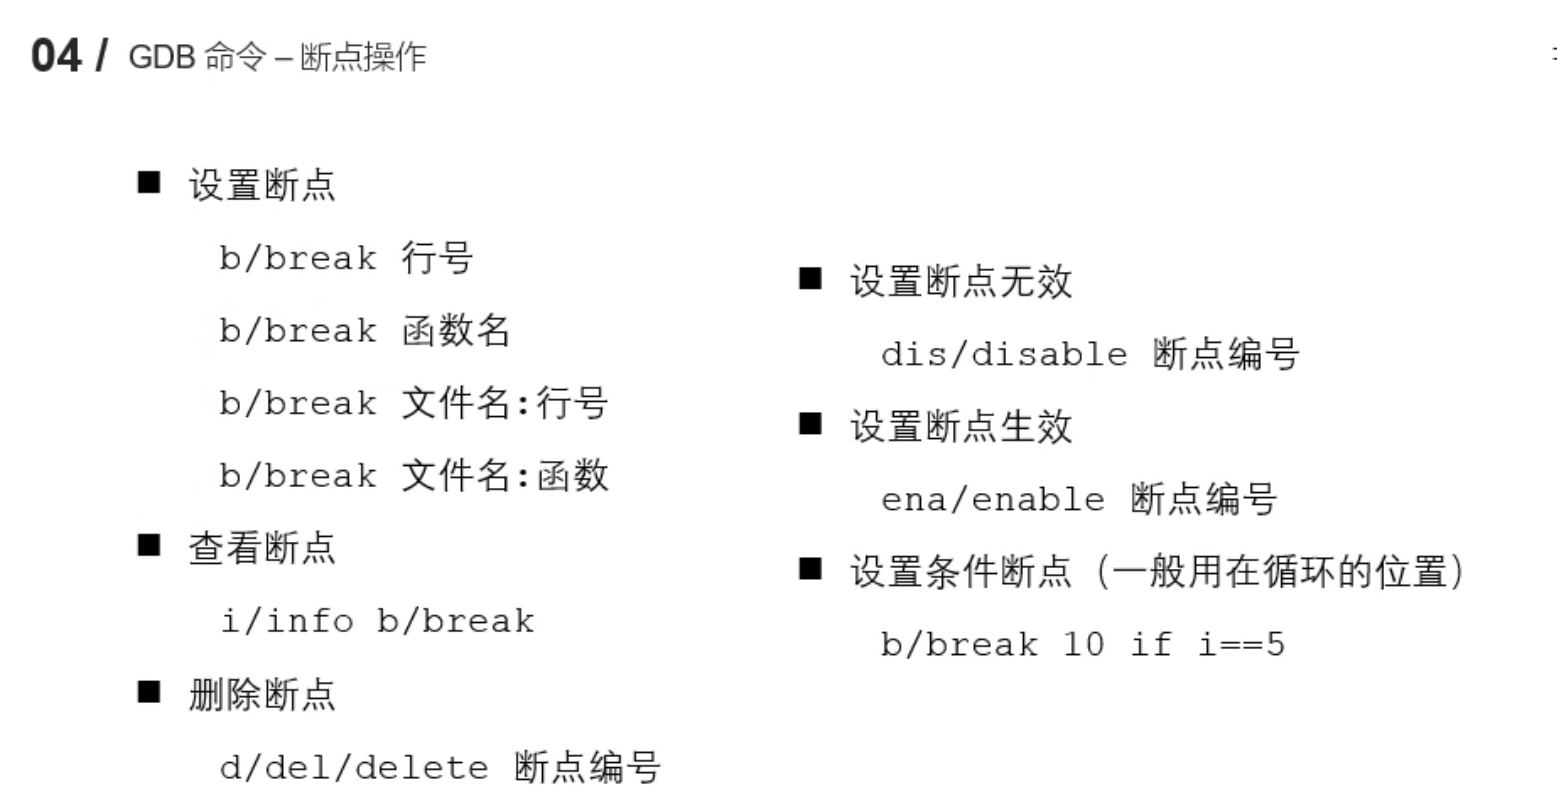 04 / GDB 命令 – 断点操作
■ 设置断点
b/break 行号
b/break 函数名
b/break 文件名:行号
b/break 文件名:函数
■ 查看断点
i/info b/break
■ 删除断点
d/del/delete 断点编号
■ 设置断点无效
dis/disable 断点编号
■ 设置断点生效
ena/enable 断点编号
■ 设置条件断点（一般用在循环的位置）
b/break 10 if i==5